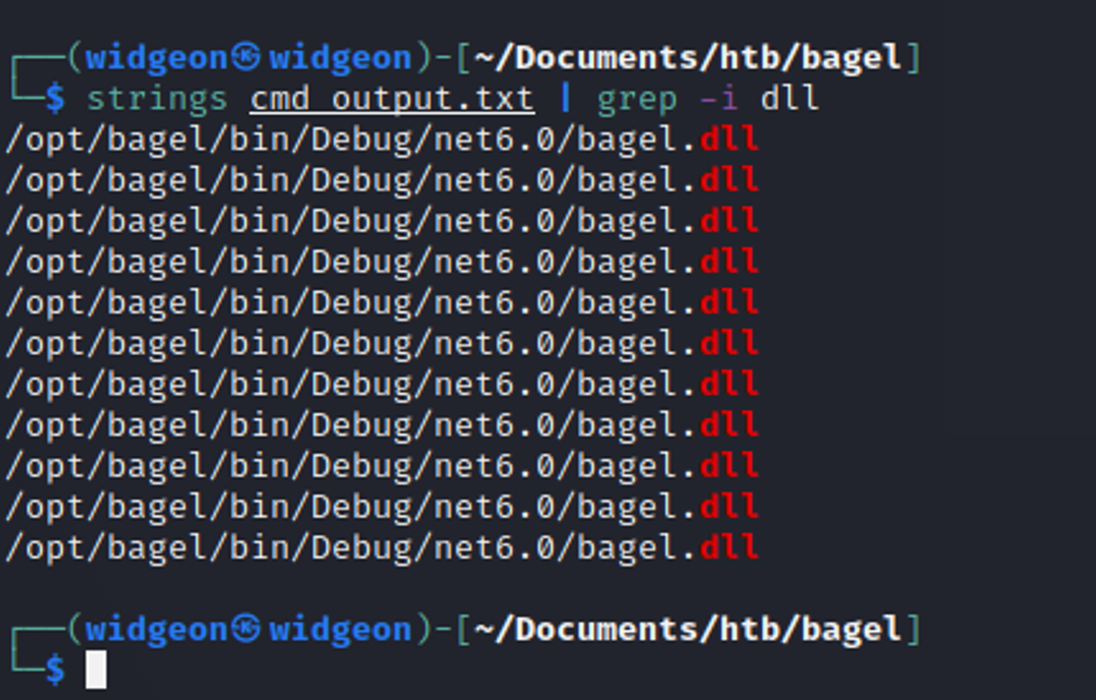 ┌──(widgeon㉿widgeon)-[~/Documents/htb/bagel]
└─$ strings cmd_output.txt | grep -i dll
/opt/bagel/bin/Debug/net6.0/bagel.dll
/opt/bagel/bin/Debug/net6.0/bagel.dll
/opt/bagel/bin/Debug/net6.0/bagel.dll
/opt/bagel/bin/Debug/net6.0/bagel.dll
/opt/bagel/bin/Debug/net6.0/bagel.dll
/opt/bagel/bin/Debug/net6.0/bagel.dll
/opt/bagel/bin/Debug/net6.0/bagel.dll
/opt/bagel/bin/Debug/net6.0/bagel.dll
/opt/bagel/bin/Debug/net6.0/bagel.dll
/opt/bagel/bin/Debug/net6.0/bagel.dll
/opt/bagel/bin/Debug/net6.0/bagel.dll
┌──(widgeon㉿widgeon)-[~/Documents/htb/bagel]
└─$